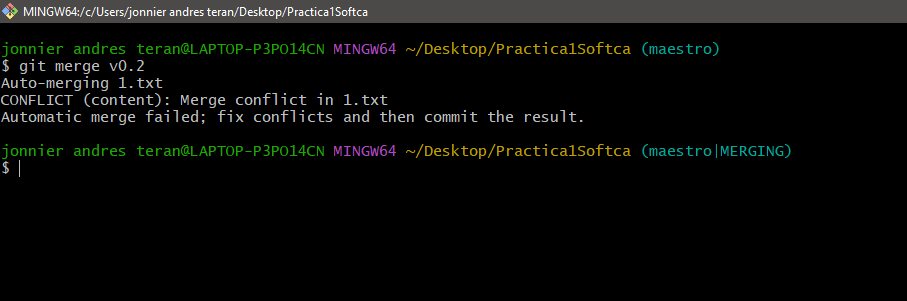 MINGW64:/c/Users/jonnier andres teran/Desktop/Practica1Softca
jonnier andres teran@LAPTOP-P3PO14CN MINGW64 ~/Desktop/Practica1Softca (maestro)
$ git merge v0.2
Auto-merging 1.txt
CONFLICT (content): Merge conflict in 1.txt
Automatic merge failed; fix conflicts and then commit the result.
jonnier andres teran@LAPTOP-P3PO14CN MINGW64 ~/Desktop/Practica1Softca (maestro|MERGING)
$